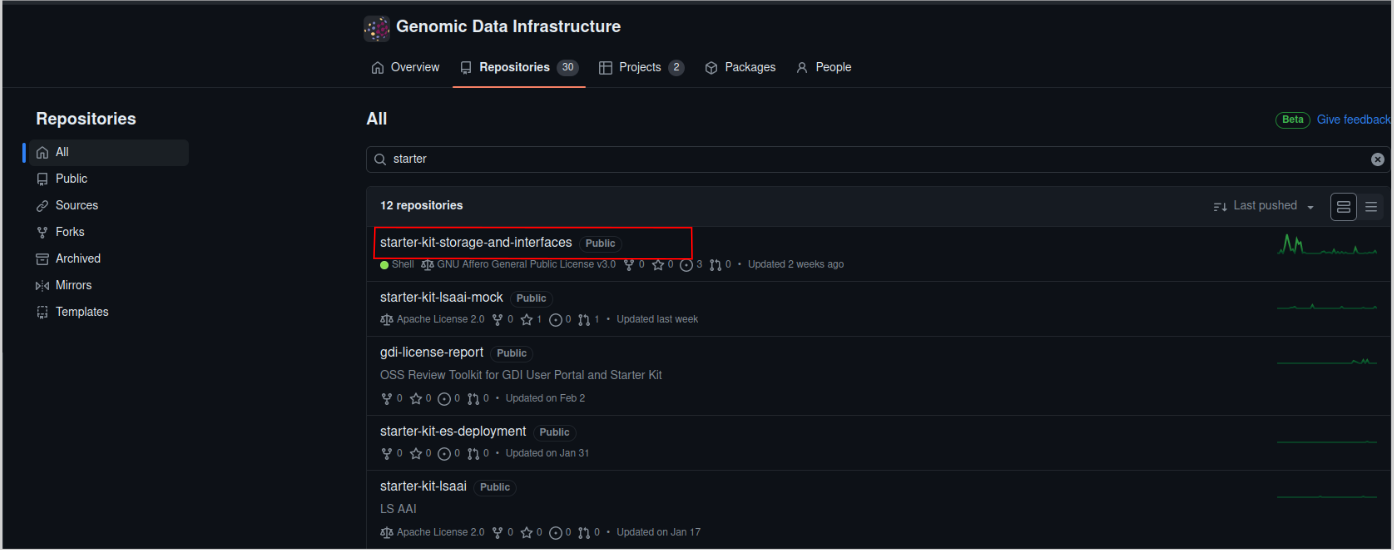 Genomic Data Infrastructure
Overview Repositories 30 Projects 2 Packages People
Repositories
All
Public
Sources
Forks
Archived
Mirrors
Templates
All Beta Give feedback
starter
12 repositories Last pushed
starter-kit-storage-and-interfaces Public
Shell GNU Affero General Public License v3.0 0 0 3 0 • Updated 2 weeks ago
starter-kit-lsaai-mock Public
Apache License 2.0 0 1 0 1 • Updated last week
gdi-license-report Public
OSS Review Toolkit for GDI User Portal and Starter Kit
0 0 0 0 • Updated on Feb 2
starter-kit-es-deployment Public
0 0 0 0 • Updated on Jan 31
starter-kit-lsaai Public
LS AAI
Apache License 2.0 0 0 0 0 • Updated on Jan 17